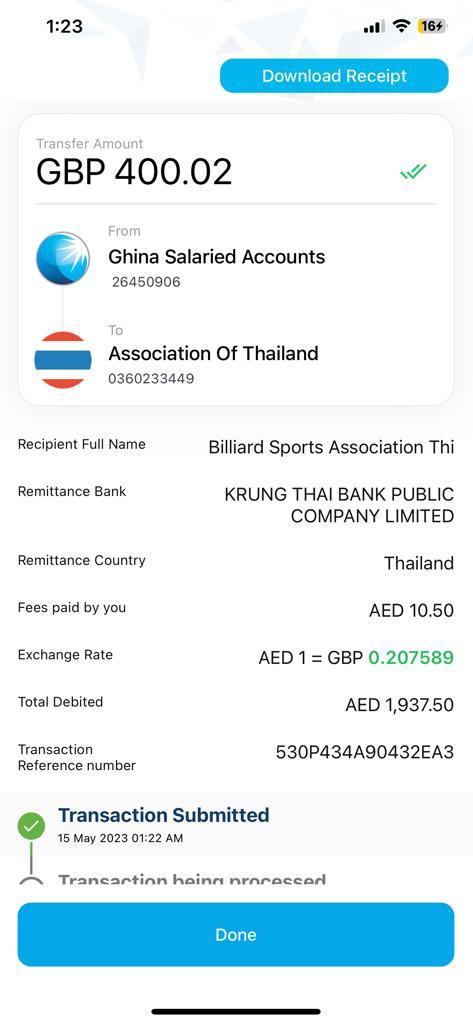 1:23
16
Download Receipt
Transfer Amount
GBP 400.02
From
Ghina Salaried Accounts
26450906
To
Association Of Thailand
0360233449
Recipient Full Name
Billiard Sports Association Thi
Remittance Bank
KRUNG THAI BANK PUBLIC
COMPANY LIMITED
Remittance Country
Thailand
Fees paid by you
AED 10.50
Exchange Rate
AED 1 = GBP 0.207589
Total Debited
AED 1,937.50
Transaction
Reference number
530P434A90432EA3
Transaction Submitted
15 May 2023 01:22 AM
Transaction being processed
Done